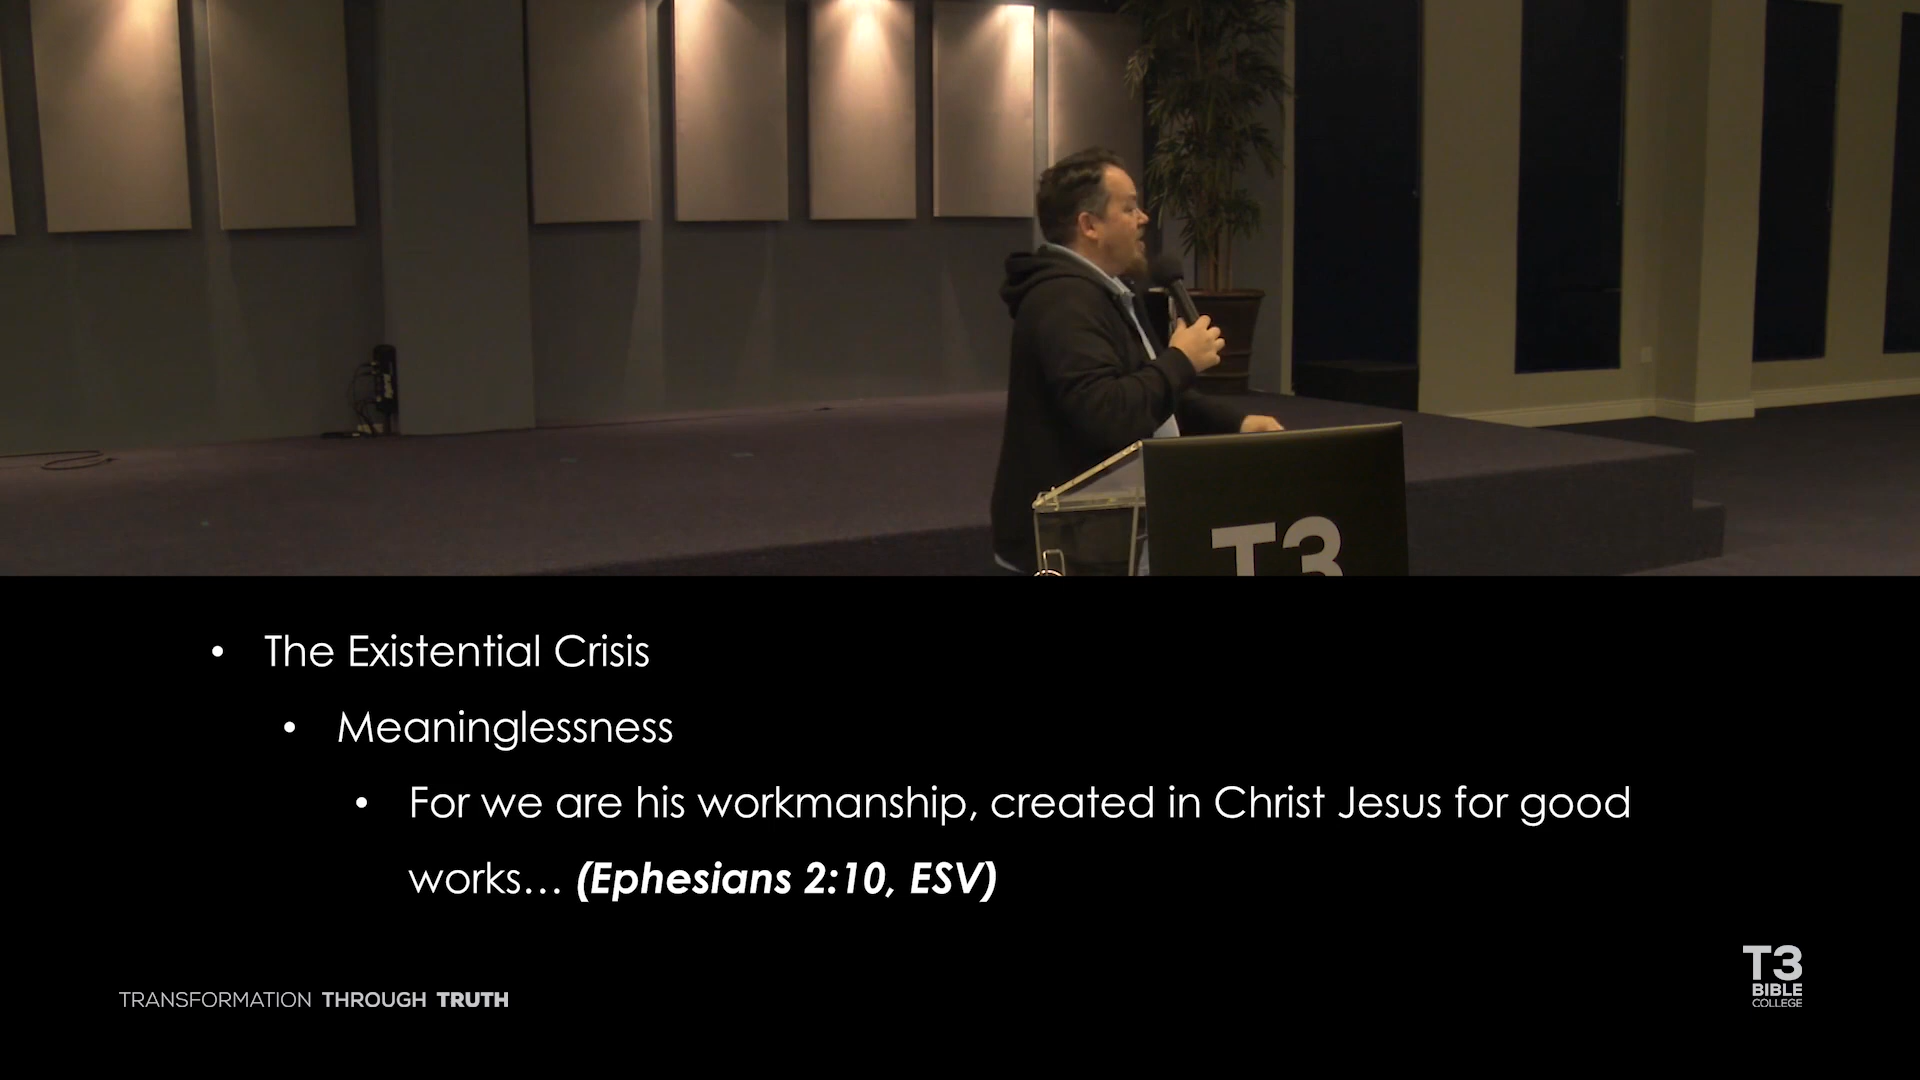 T3
• The Existential Crisis
• Meaninglessness
• For we are his workmanship, created in Christ Jesus for good
works… (Ephesians 2:10, ESV)
TRANSFORMATION THROUGH TRUTH
T3
BIBLE
COLLEGE